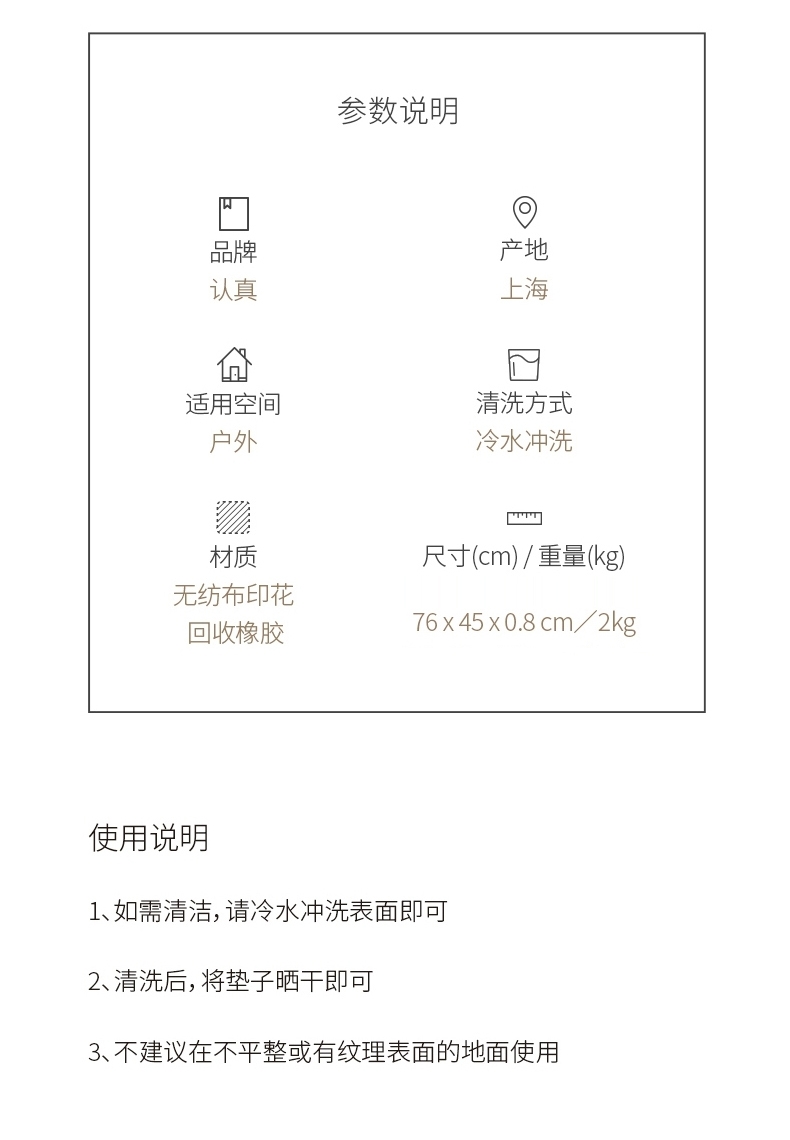 参数说明
品牌
认真
产地
上海
适用空间
户外
清洗方式
冷水冲洗
材质
无纺布印花
回收橡胶
尺寸(cm) / 重量(kg)
76 x 45 x 0.8 cm／2kg
使用说明
1、如需清洁，请冷水冲洗表面即可
2、清洗后，将垫子晒干即可
3、不建议在不平整或有纹理表面的地面使用